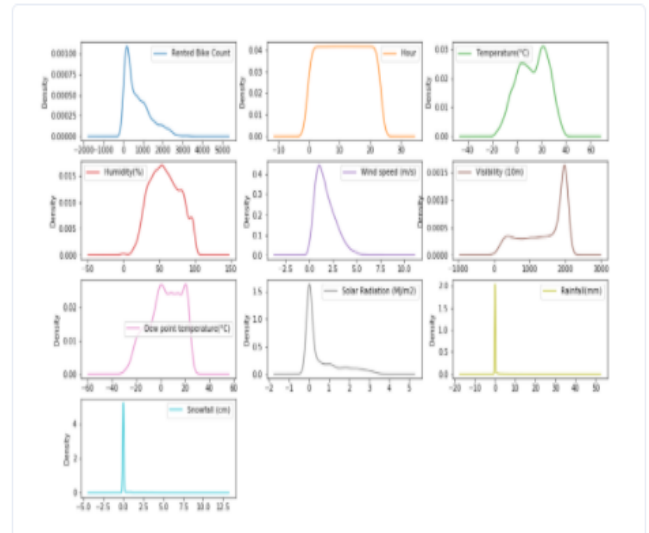 Rented Bike Count
Density
0.00100
0.00075
0.00050
0.00025
0.00000
-2000 -1000 0 1000 2000 3000 4000 5000
Hour
0.04
0.03
0.02
0.01
0.00
-10 0 10 20 30
Temperature(°C)
Density
0.03
0.02
0.01
0.00
-40 -20 0 20 40 60
Humidity(%)
Density
0.015
0.010
0.005
0.000
-50 0 50 100 150
Wind speed (m/s)
Density
0.4
0.3
0.2
0.1
0.0
-2.5 0.0 2.5 5.0 7.5 10.0
Visibility (10m)
Density
0.0015
0.0010
0.0005
0.0000
-1000 0 1000 2000 3000
Dew point temperature(°C)
Density
0.02
0.01
0.00
-60 -40 -20 0 20 40 60
Solar Radiation (MJ/m2)
Density
1.5
1.0
0.5
0.0
-2 -1 0 1 2 3 4 5
Rainfall(mm)
Density
2.0
1.5
1.0
0.5
0.0
-20 -10 0 10 20 30 40 50
Snowfall (cm)
Density
4
2
0
-5.0 -2.5 0.0 2.5 5.0 7.5 10.0 12.5